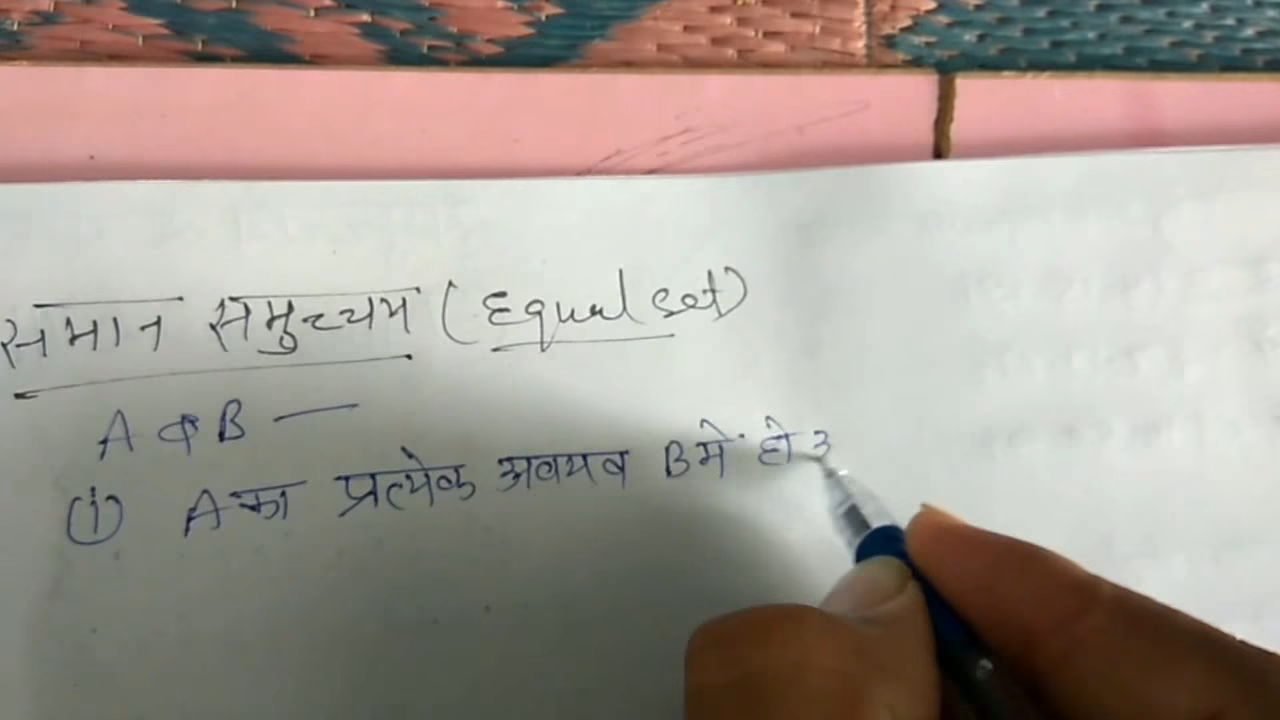 समान समुच्चय (Equal set)
A व B —
(i) A का प्रत्येक अवयव B में हो